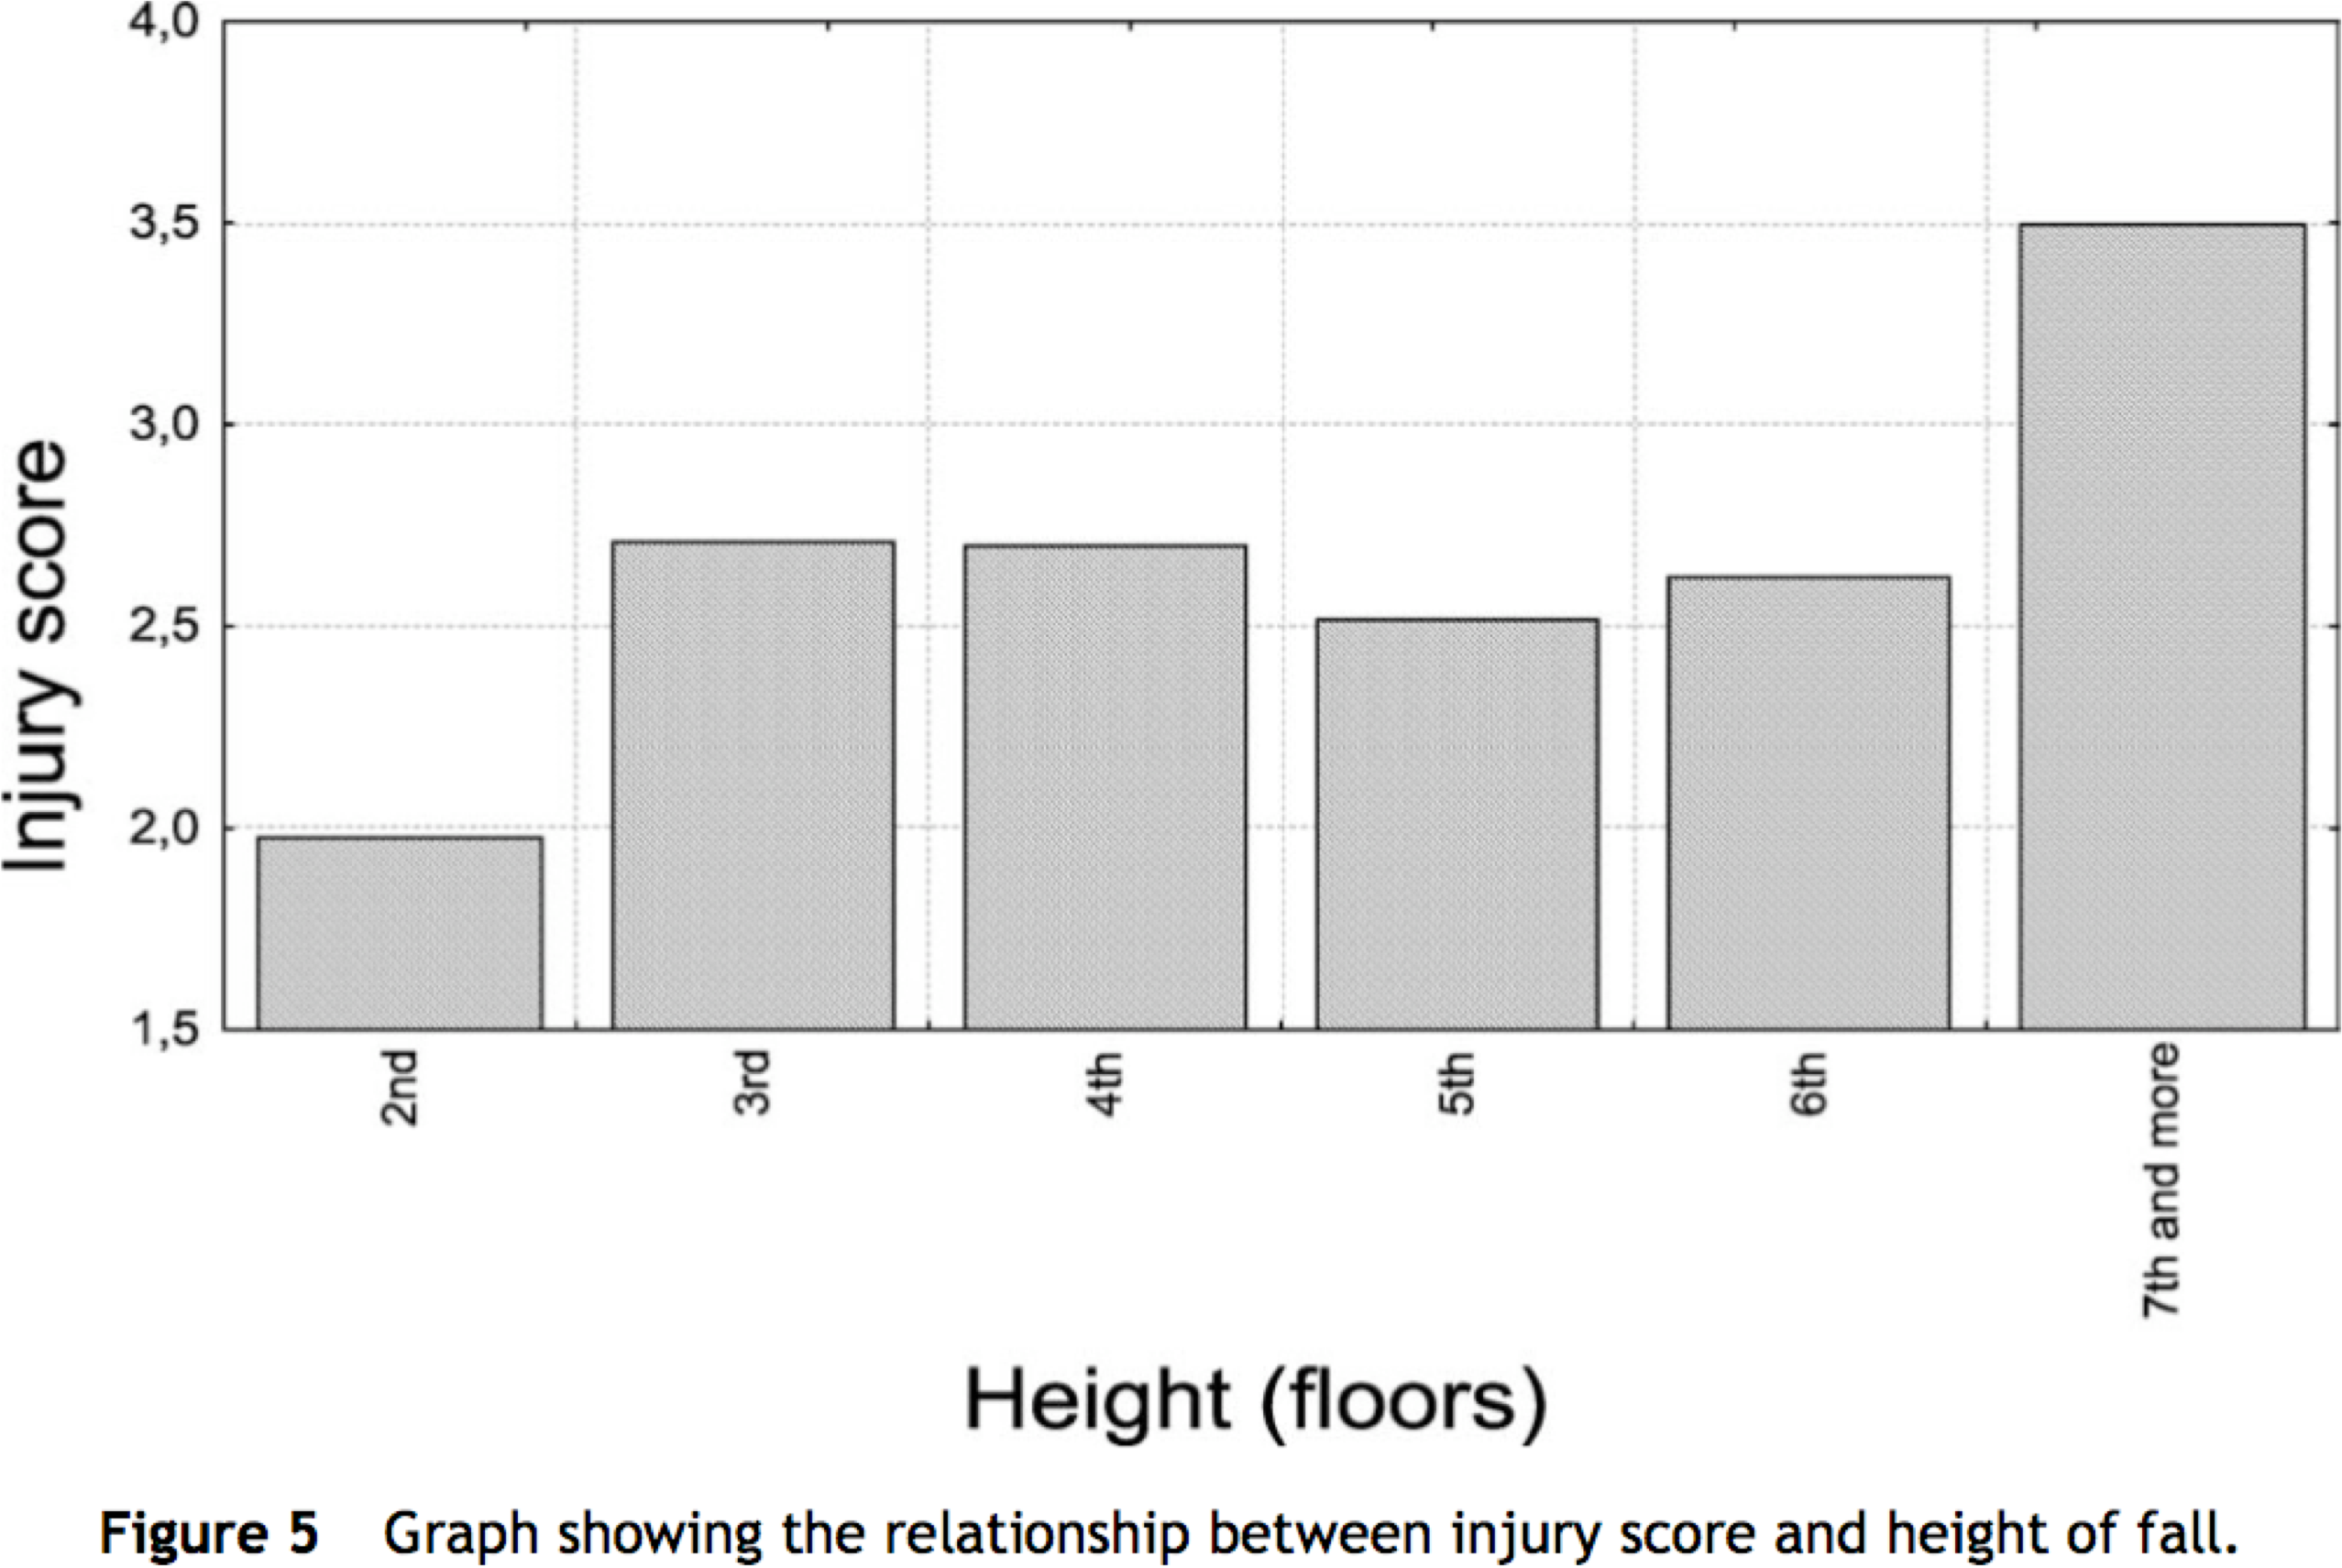 4,0
3,5
3,0
2,5
2,0
1,5
Injury score
2nd
3rd
4th
5th
6th
7th and more
Height (floors)
Figure 5 Graph showing the relationship between injury score and height of fall.